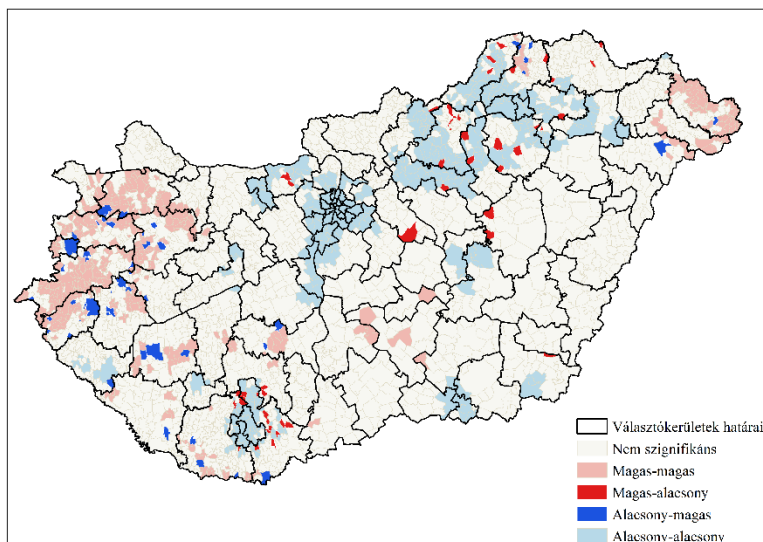 Választókerületek határai
Nem szignifikáns
Magas-magas
Magas-alacsony
Alacsony-magas
Alacsony-alacsony